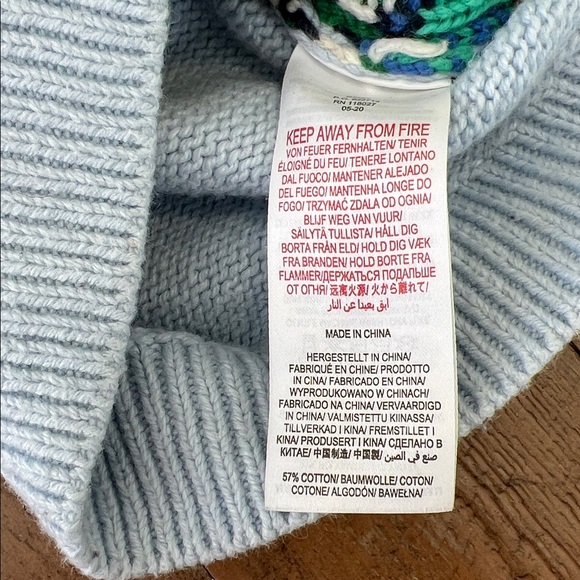 RN 118027
05-20
KEEP AWAY FROM FIRE
VON FEUER FERNHALTEN/ TENIR
ÉLOIGNÉ DU FEU/ TENERE LONTANO
DAL FUOCO/ MANTENER ALEJADO
DEL FUEGO/ MANTENHA LONGE DO
FOGO/ TRZYMAĆ ZDALA OD OGNIA/
BLIJF WEG VAN VUUR/
SÄILYTÄ TULLISTA/ HÅLL DIG
BORTA FRÅN ELD/ HOLD DIG VÆK
FRA BRANDEN/ HOLD BORTE FRA
FLAMMER/ДЕРЖАТЬСЯ ПОДАЛЬШЕ
ОТ ОГНЯ/远离火源/ 火から離れて/
ابق بعيدا عن النار
MADE IN CHINA
HERGESTELLT IN CHINA/
FABRIQUÉ EN CHINE/ PRODOTTO
IN CINA/ FABRICADO EN CHINA/
WYPRODUKOWANO W CHINACH/
FABRICADO NA CHINA/ VERVAARDIGD
IN CHINA/ VALMISTETTU KIINASSA/
TILLVERKAD I KINA/ FREMSTILLET I
KINA/ PRODUSERT I KINA/ СДЕЛАНО В
КИТАЕ/ 中国制造/ 中国製/ صنع في الصين
57% COTTON/ BAUMWOLLE/ COTON/
COTONE/ ALGODÓN/ BAWEŁNA/